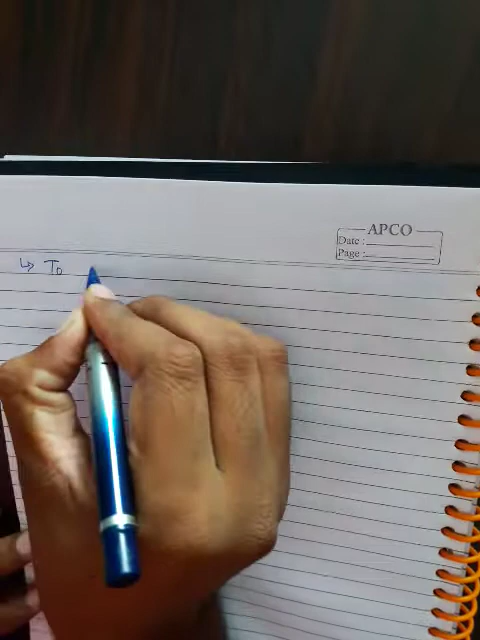 APCO
Date :
Page :
↳ To